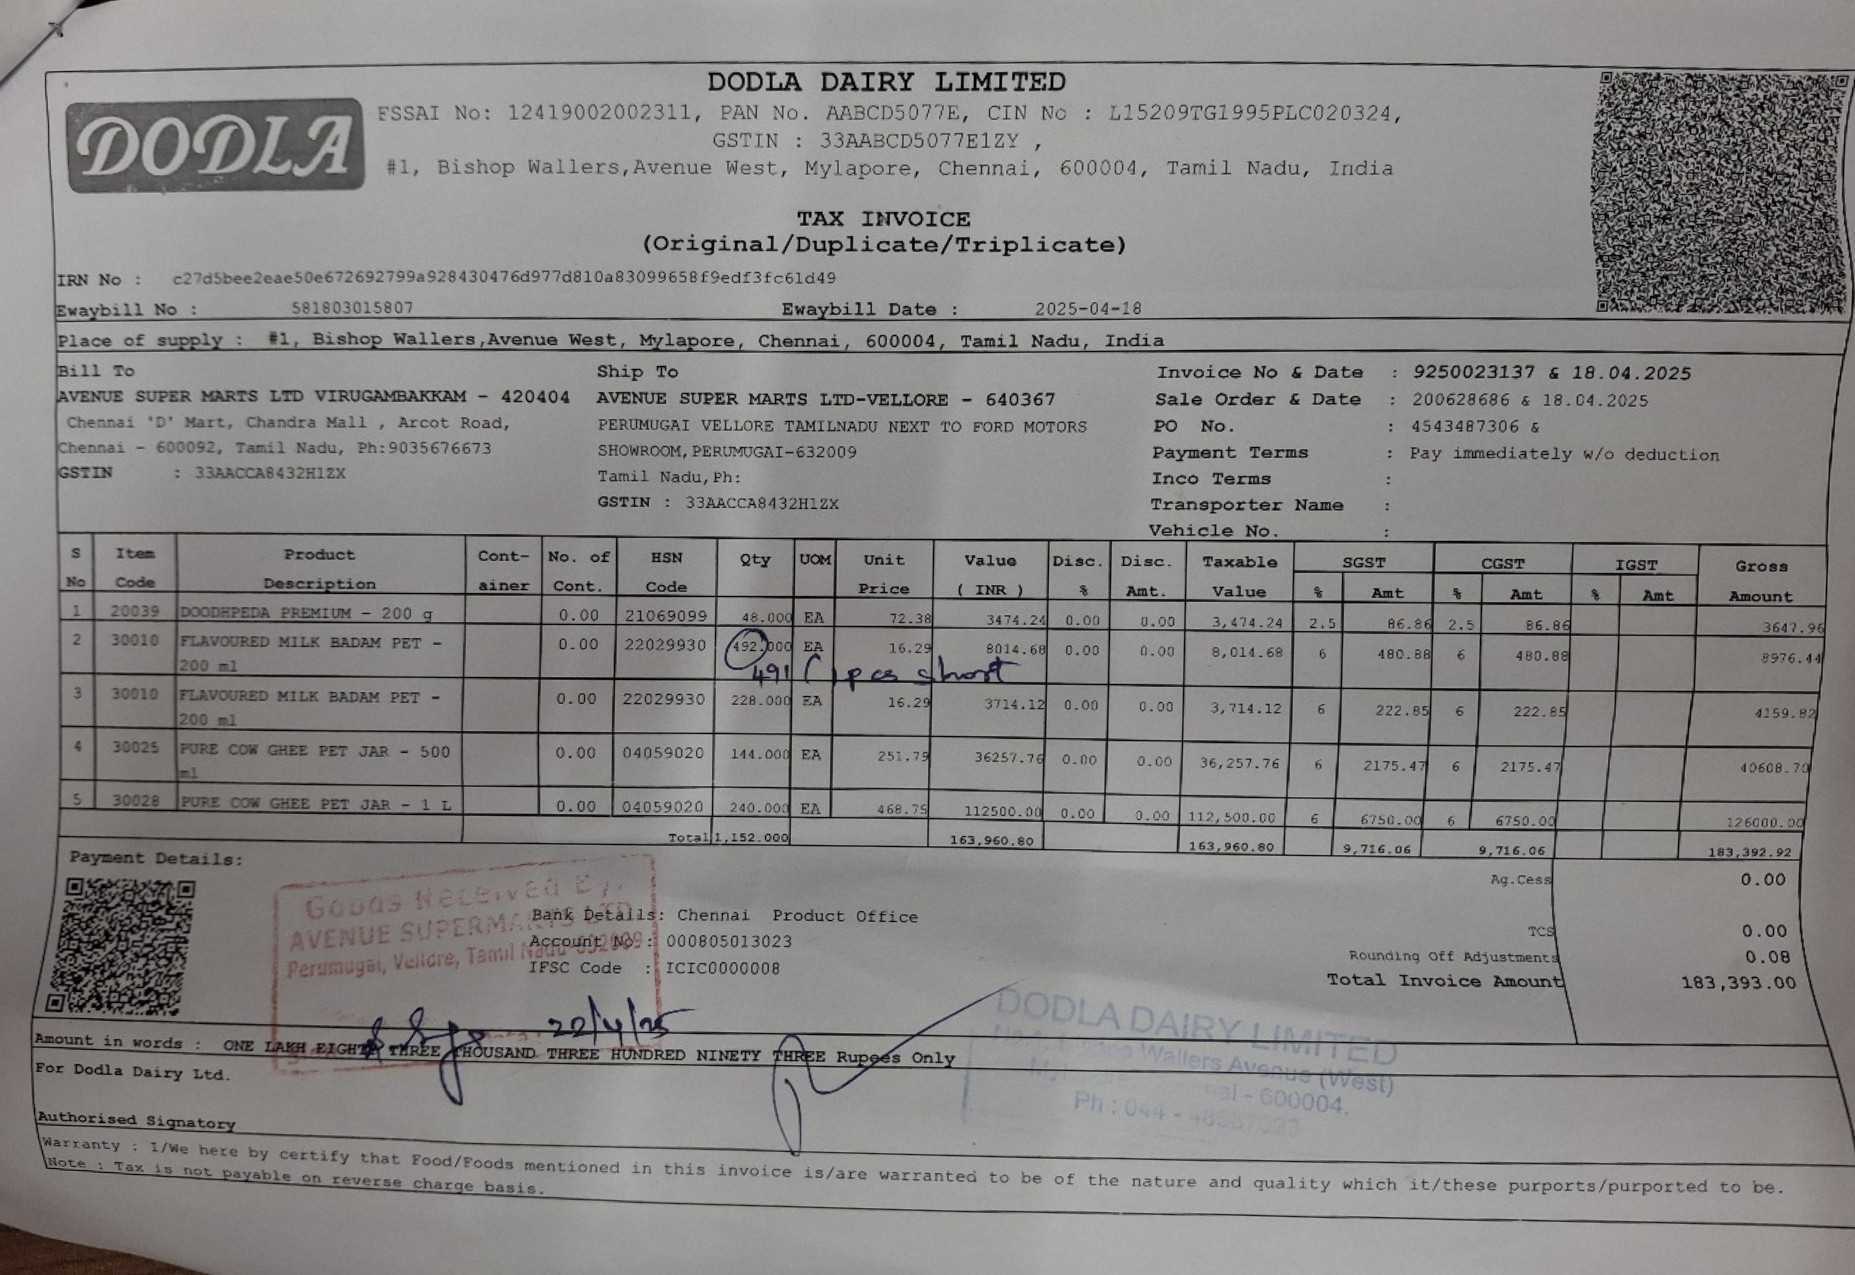 DODLA DAIRY LIMITED
DODLA
FSSAI No: 12419002002311, PAN No. AABCD5077E, CIN No : L15209TG1995PLC020324,
GSTIN : 33AABCD5077E1ZY ,
#1, Bishop Wallers,Avenue West, Mylapore, Chennai, 600004, Tamil Nadu, India
TAX INVOICE
(Original/Duplicate/Triplicate)
IRN No : c27d5bee2eae50e672692799a928430476d977d810a83099658f9edf3fc61d49
Ewaybill No : 581803015807 Ewaybill Date : 2025-04-18
Place of supply : #1, Bishop Wallers,Avenue West, Mylapore, Chennai, 600004, Tamil Nadu, India
Bill To
AVENUE SUPER MARTS LTD VIRUGAMBAKKAM - 420404
Chennai 'D' Mart, Chandra Mall , Arcot Road,
Chennai - 600092, Tamil Nadu, Ph:9035676673
GSTIN : 33AACCA8432H1ZX
Ship To
AVENUE SUPER MARTS LTD-VELLORE - 640367
PERUMUGAI VELLORE TAMILNADU NEXT TO FORD MOTORS
SHOWROOM,PERUMUGAI-632009
Tamil Nadu,Ph:
GSTIN : 33AACCA8432H1ZX
Invoice No & Date : 9250023137 & 18.04.2025
Sale Order & Date : 200628686 & 18.04.2025
PO No. : 4543487306 &
Payment Terms : Pay immediately w/o deduction
Inco Terms :
Transporter Name :
Vehicle No. :
S No Item Code Product Description Cont-ainer No. of Cont. HSN Code Qty UOM Unit Price Value ( INR ) Disc. % Disc. Amt. Taxable Value SGST % Amt CGST % Amt IGST % Amt Gross Amount
1 20039 DOODHPEDA PREMIUM - 200 g 0.00 21069099 48.000 EA 72.38 3474.24 0.00 0.00 3,474.24 2.5 86.86 2.5 86.86 3647.96
2 30010 FLAVOURED MILK BADAM PET - 0.00 22029930 492.000 EA 16.29 8014.68 0.00 0.00 8,014.68 6 480.88 6 480.88 8976.44
200 ml
491 (1pcs short
3 30010 FLAVOURED MILK BADAM PET - 0.00 22029930 228.000 EA 16.29 3714.12 0.00 0.00 3,714.12 6 222.85 6 222.85 4159.82
200 ml
4 30025 PURE COW GHEE PET JAR - 500 0.00 04059020 144.000 EA 251.79 36257.76 0.00 0.00 36,257.76 6 2175.47 6 2175.47 40608.70
ml
5 30028 PURE COW GHEE PET JAR - 1 L 0.00 04059020 240.000 EA 468.75 112500.00 0.00 0.00 112,500.00 6 6750.00 6 6750.00 126000.00
Total 1,152.000 163,960.80 163,960.80 9,716.06 9,716.06 183,392.92
Payment Details:
Ag.Cess 0.00
TCS 0.00
Rounding Off Adjustments 0.08
Total Invoice Amount 183,393.00
Bank Details: Chennai Product Office
Account No : 000805013023
IFSC Code : ICIC0000008
Goods Received By,
AVENUE SUPERMARTS LTD
Perumugai, Vellore, Tamil Nadu-632009
22/4/25
DODLA DAIRY LIMITED
Wallers Avenue (West)
- 600004.
Ph : 044 -
Amount in words : ONE LAKH EIGHTY THREE THOUSAND THREE HUNDRED NINETY THREE Rupees Only
For Dodla Dairy Ltd.
Authorised Signatory
Warranty : I/We here by certify that Food/Foods mentioned in this invoice is/are warranted to be of the nature and quality which it/these purports/purported to be.
Note : Tax is not payable on reverse charge basis.